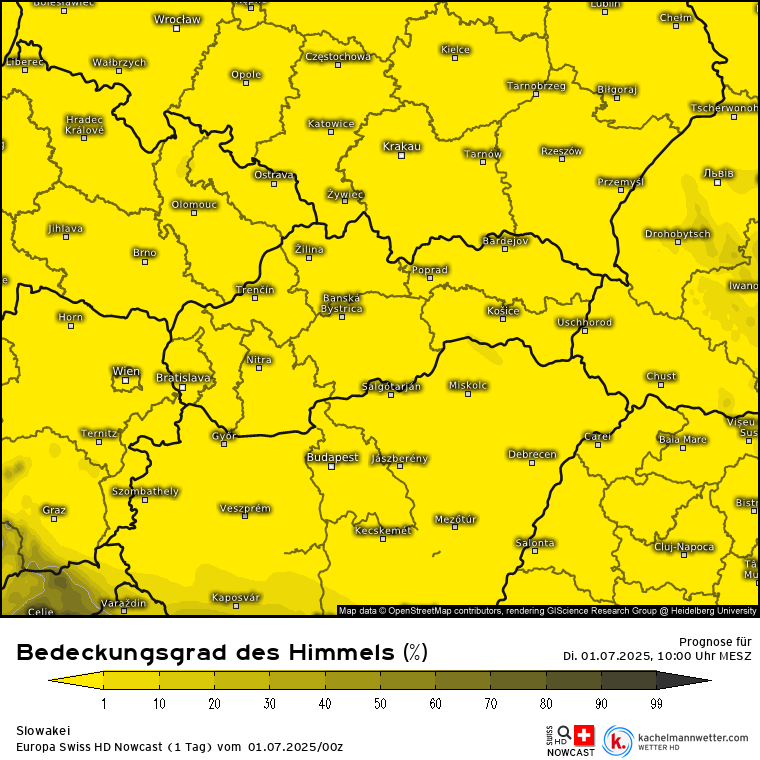 Bolesławiec
Wrocław
Kępno
Lublin
Chełm
Liberec
Wałbrzych
Opole
Częstochowa
Kielce
Tarnobrzeg
Biłgoraj
Tscherwonoh
Hradec
Králové
Katowice
Krakau
Tarnów
Rzeszów
Ostrava
Żywiec
Przemyśl
Львів
Olomouc
Jihlava
Brno
Žilina
Bardejov
Drohobytsch
Poprad
Trenčín
Banská
Bystrica
Iwano
Horn
Košice
Uschhorod
Wien
Bratislava
Nitra
Salgótarján
Miskolc
Chust
Ternitz
Győr
Budapest
Jászberény
Debrecen
Carei
Baia Mare
Vișeu
Sus
Graz
Szombathely
Veszprém
Kecskemét
Mezőtúr
Salonta
Cluj-Napoca
Bistr
Celje
Varaždin
Kaposvár
Tâ
Mu
Map data © OpenStreetMap contributors, rendering GIScience Research Group @ Heidelberg University
Bedeckungsgrad des Himmels (%)
Prognose für
Di. 01.07.2025, 10:00 Uhr MESZ
1 10 20 30 40 50 60 70 80 90 99
Slowakei
Europa Swiss HD Nowcast (1 Tag) vom 01.07.2025/00z
SWISS
HD
NOWCAST
k.
kachelmannwetter.com
WETTER HD